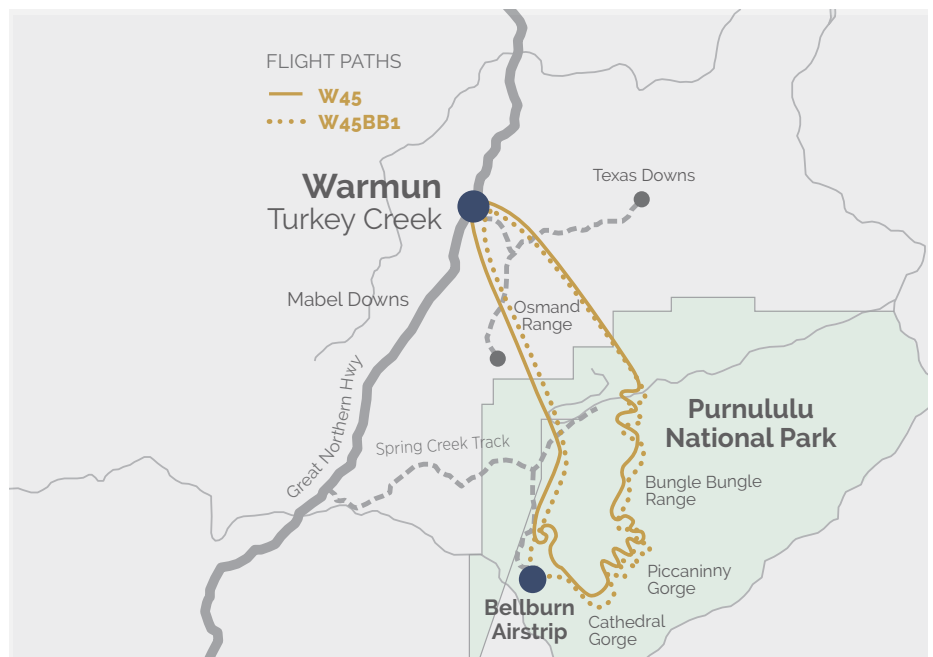 FLIGHT PATHS
W45
W45BB1
Warmun
Turkey Creek
Texas Downs
Mabel Downs
Osmand
Range
Great Northern Hwy
Spring Creek Track
Purnululu
National Park
Bungle Bungle
Range
Piccaninny
Gorge
Bellburn
Airstrip
Cathedral
Gorge